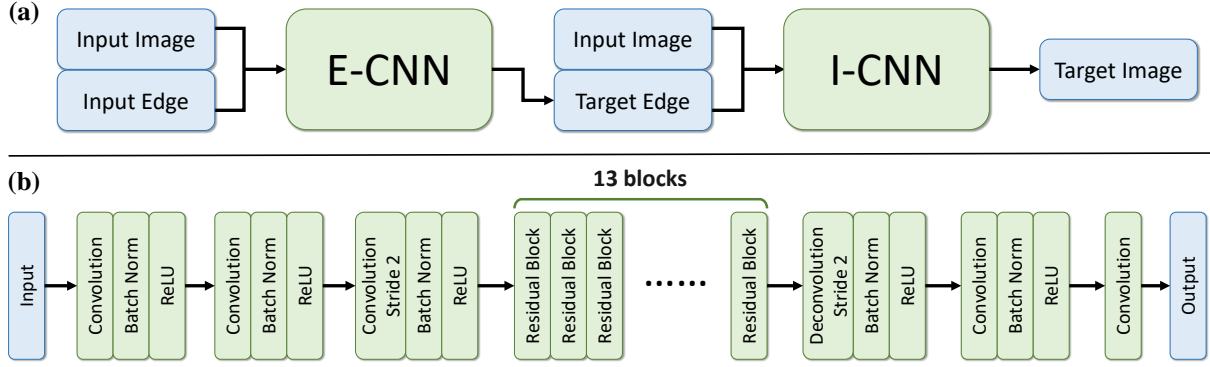 (a)
Input Image
Input Edge
E-CNN
Input Image
Target Edge
I-CNN
Target Image
(b)
13 blocks
Input
Convolution
Batch Norm
ReLU
Convolution
Batch Norm
ReLU
Convolution
Stride 2
Batch Norm
ReLU
Residual Block
Residual Block
Residual Block
......
Residual Block
Deconvolution
Stride 2
Batch Norm
ReLU
Convolution
Batch Norm
ReLU
Convolution
Output